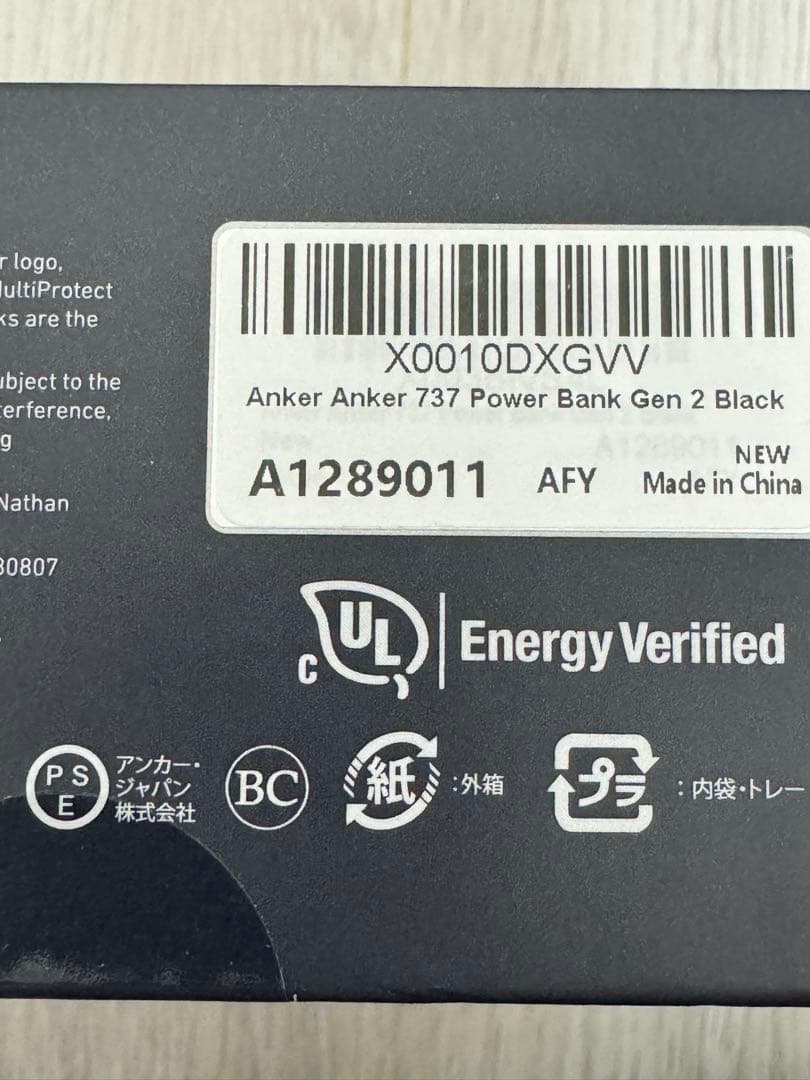 r logo,
ultiProtect
ks are the
ubject to the
terference,
g
Nathan
30807
X0010DXGVV
Anker Anker 737 Power Bank Gen 2 Black
NEW
A1289011 AFY Made in China
C UL Energy Verified
PSE
アンカー・
ジャパン
株式会社
BC
紙:外箱
プラ:内袋・トレー